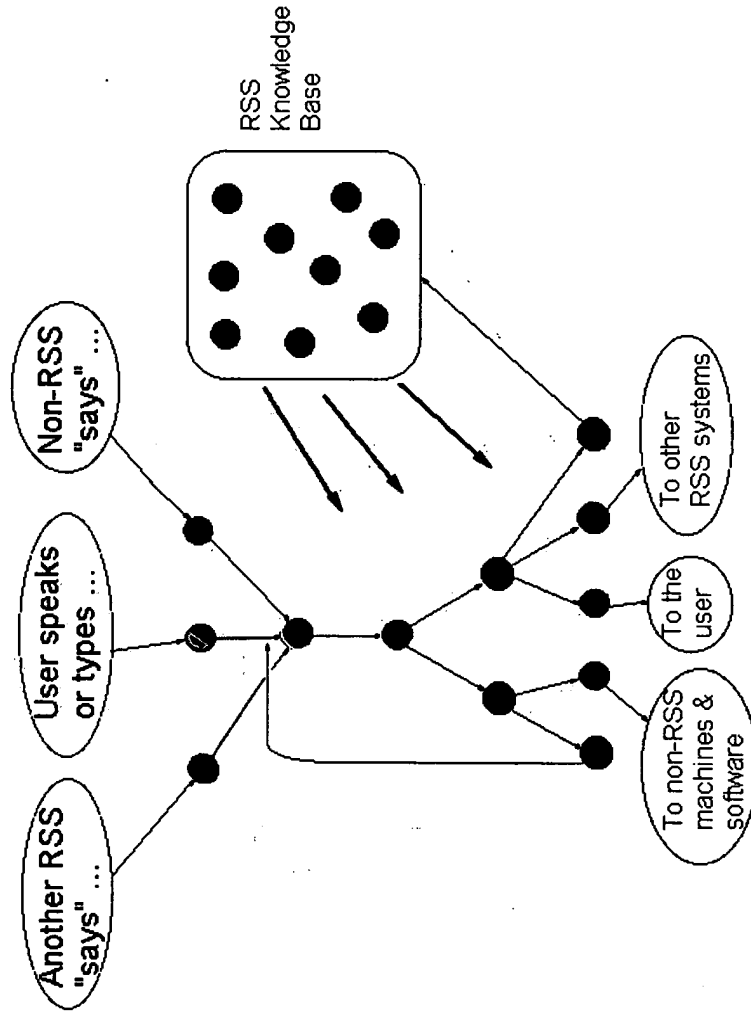 Another RSS
"says" ...
User speaks
or types ...
Non-RSS
"says" ...
RSS
Knowledge
Base
To non-RSS
machines &
software
To the
user
To other
RSS systems